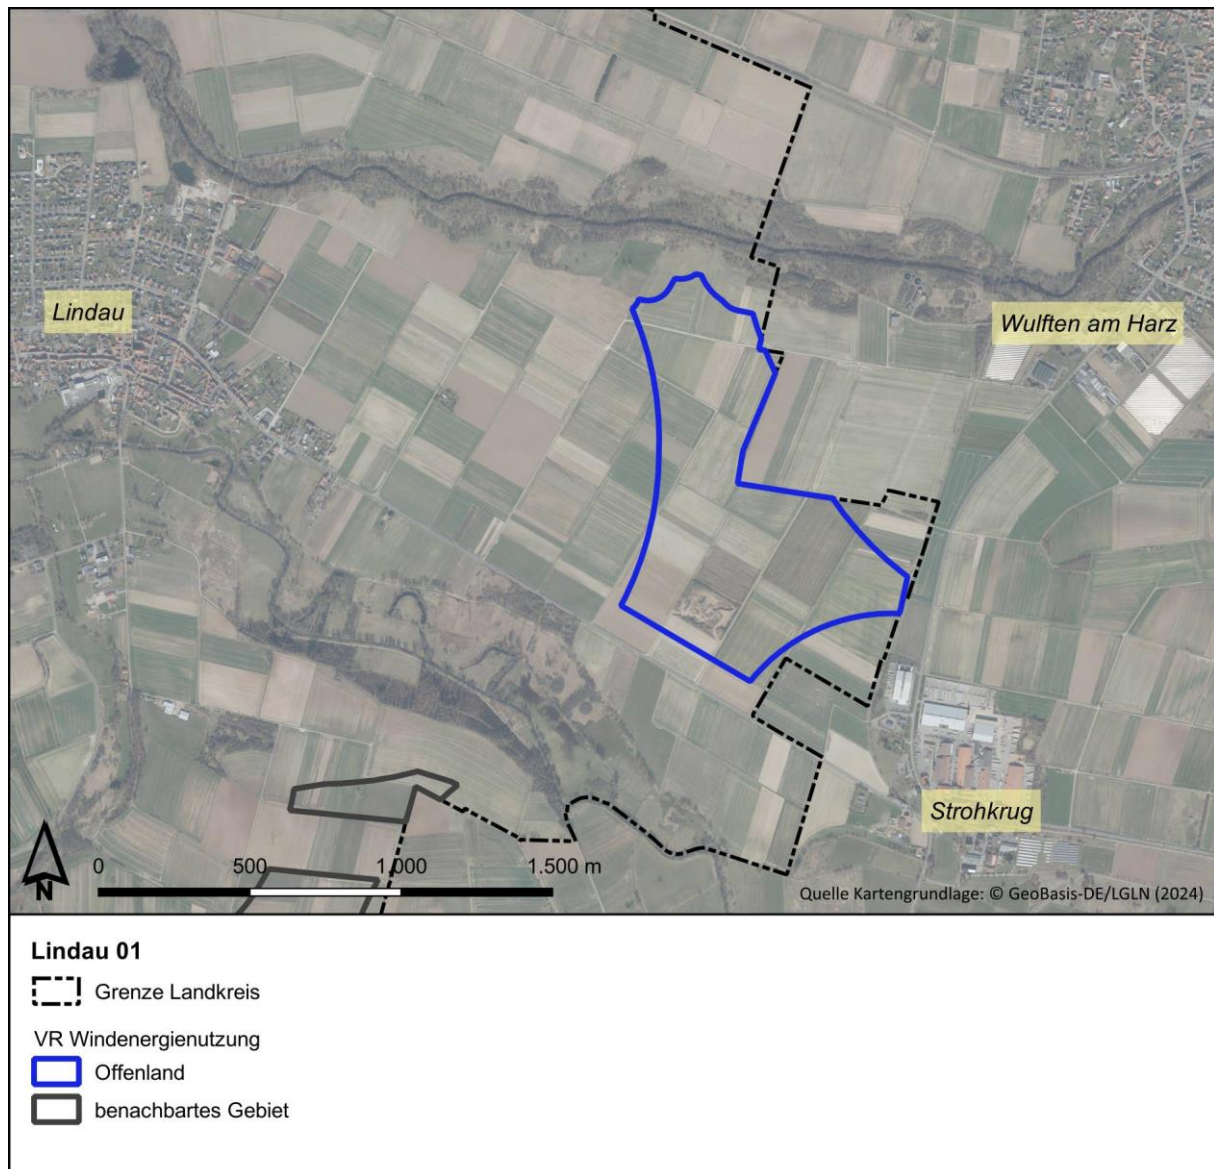 Lindau
Wulften am Harz
Strohkrug
N
0 500 1.000 1.500 m
Quelle Kartengrundlage: © GeoBasis-DE/LGLN (2024)
Lindau 01
Grenze Landkreis
VR Windenergienutzung
Offenland
benachbartes Gebiet